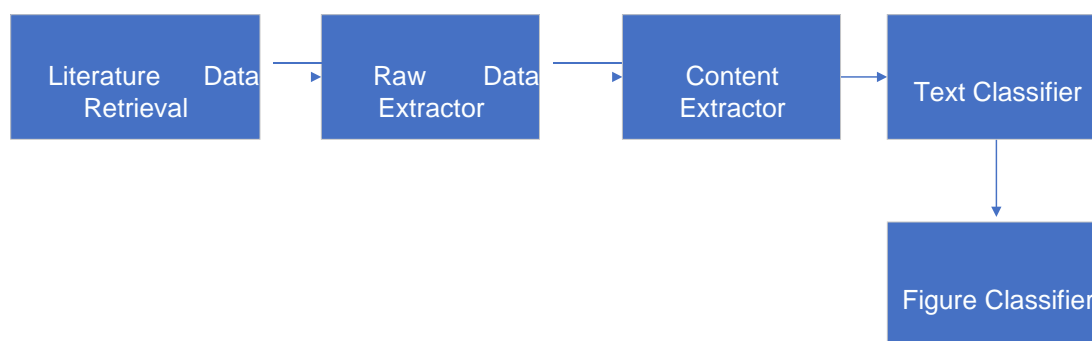 Literature Data
Retrieval
Raw Data
Extractor
Content
Extractor
Text Classifier
Figure Classifier